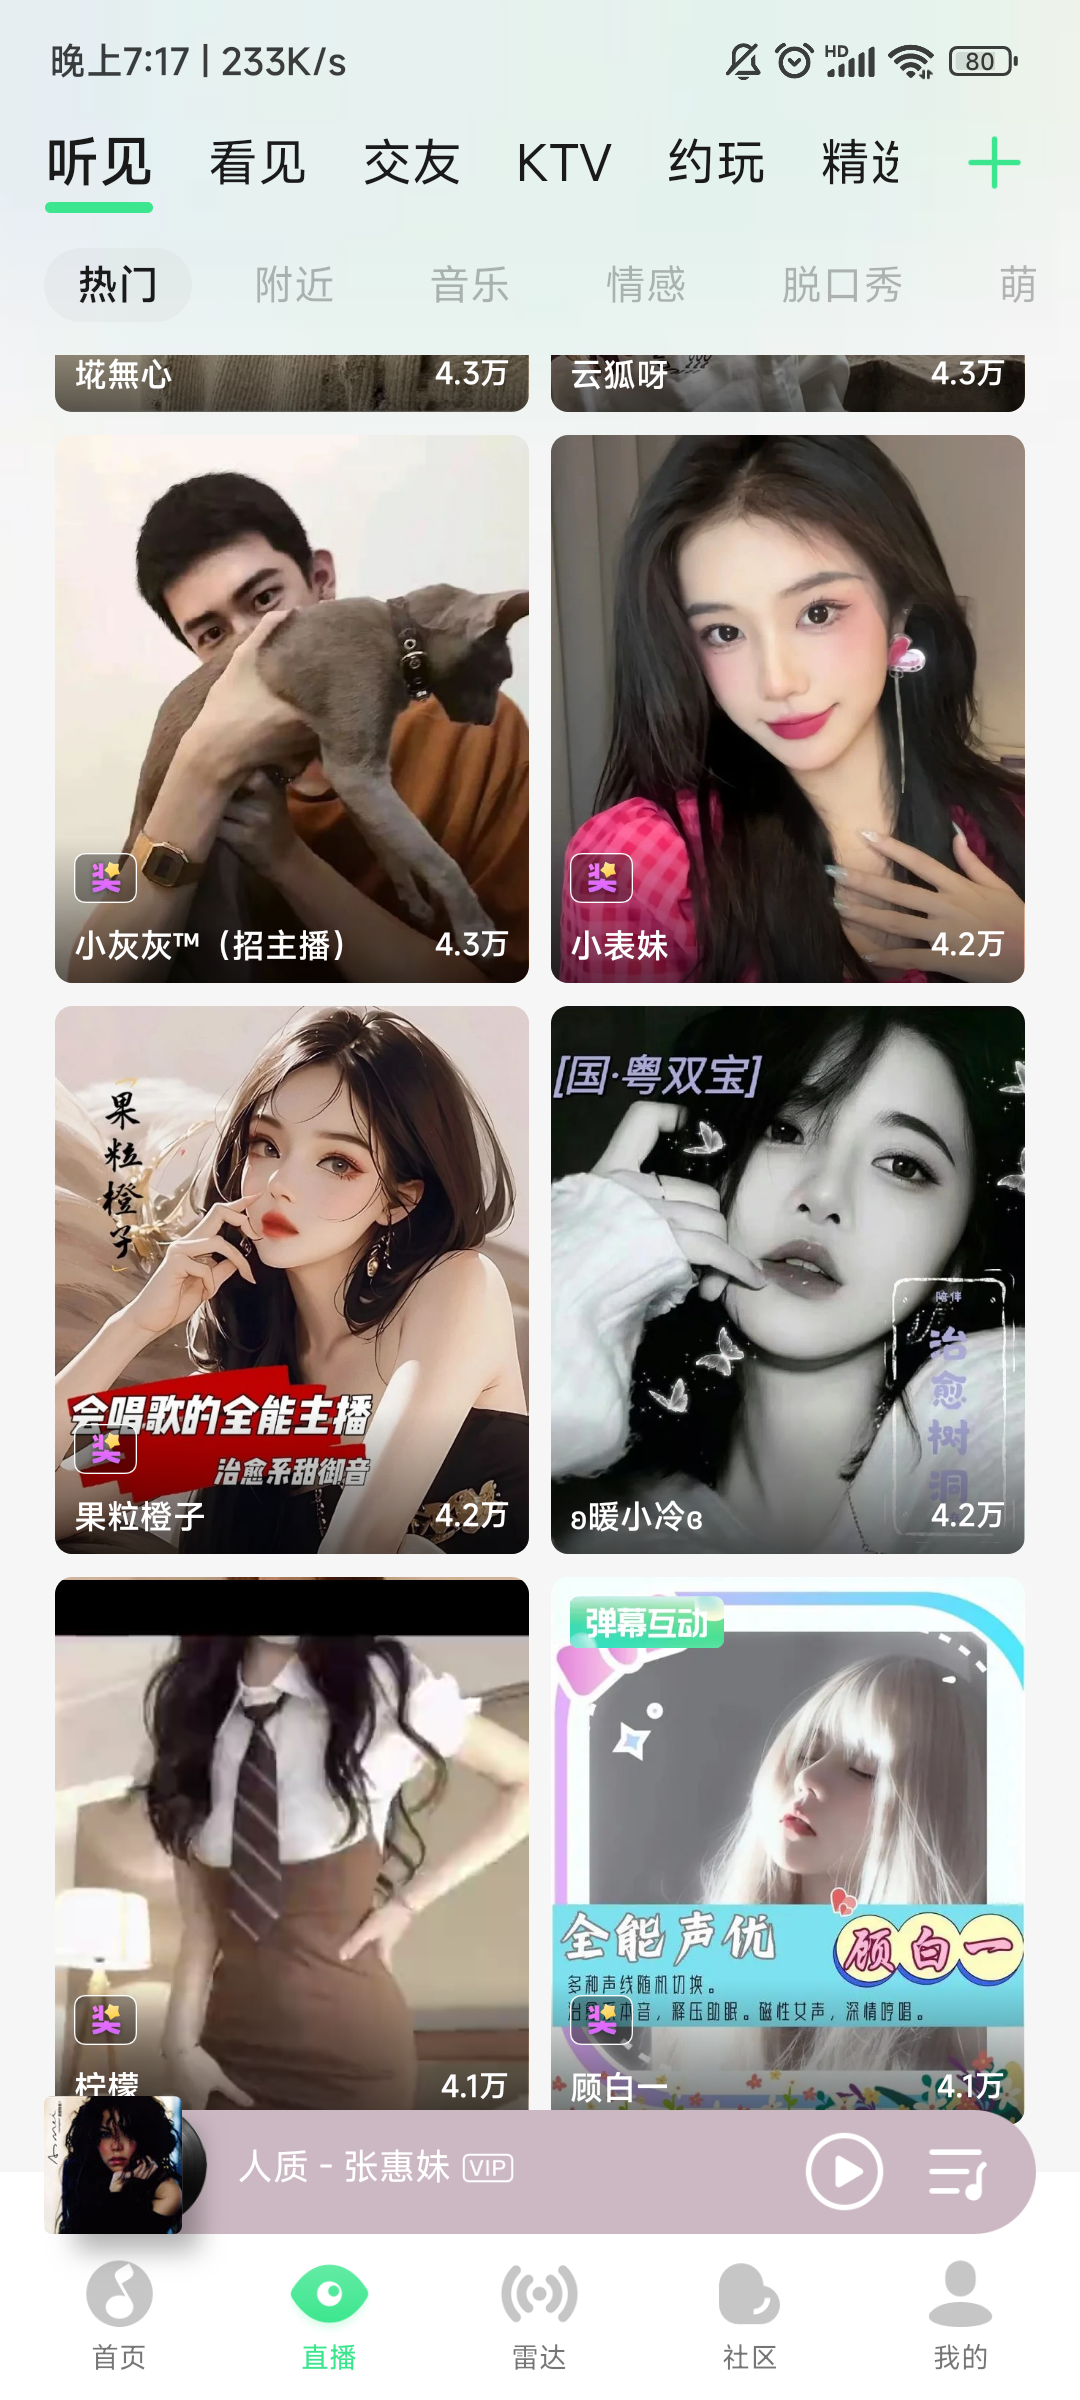 晚上7:17 | 233K/s
HD
80
听见 看见 交友 KTV 约玩 精选
热门 附近 音乐 情感 脱口秀 萌
埖無心 4.3万
云狐呀 4.3万
奖
小灰灰™（招主播） 4.3万
奖
小表妹 4.2万
果粒橙子
会唱歌的全能主播
奖
治愈系甜御音
果粒橙子 4.2万
[国·粤双宝]
陪伴
治愈树洞
ʚ暖小冷ɞ 4.2万
奖
柠檬 4.1万
弹幕互动
全能声优
顾白一
多种声线随机切换。
本音，释压助眠。磁性女声，深情哼唱。
奖
顾白一 4.1万
人质 - 张惠妹 VIP
首页 直播 雷达 社区 我的